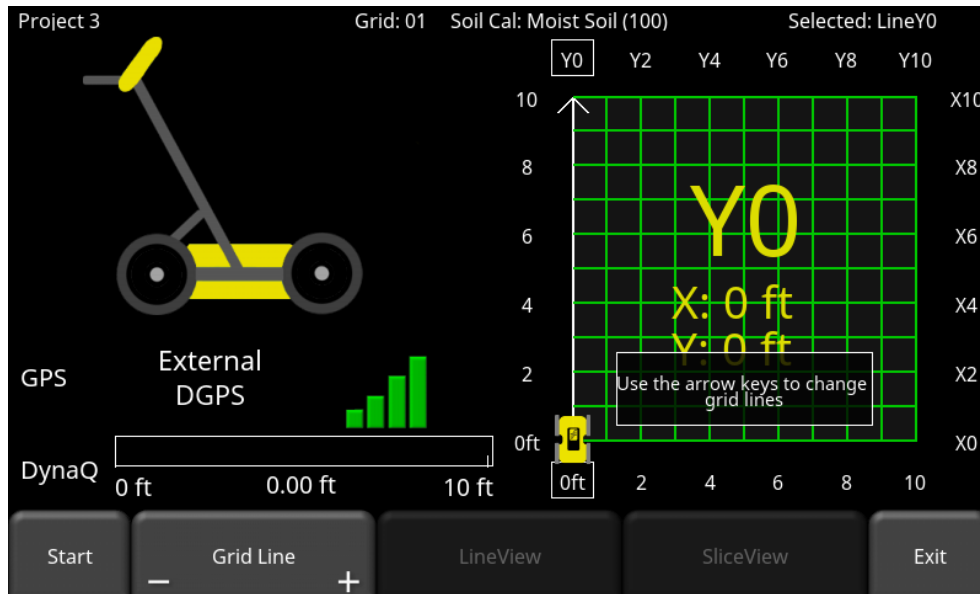 Project 3 Grid: 01 Soil Cal: Moist Soil (100) Selected: LineY0
Y0 Y2 Y4 Y6 Y8 Y10
10 X10
8 X8
Y0
6 X6
X: 0 ft
4 X4
Y: 0 ft
External
DGPS
GPS
2 X2
Use the arrow keys to change
grid lines
0ft X0
DynaQ
0 ft 0.00 ft 10 ft
0ft 2 4 6 8 10
Start Grid Line LineView SliceView Exit
− +